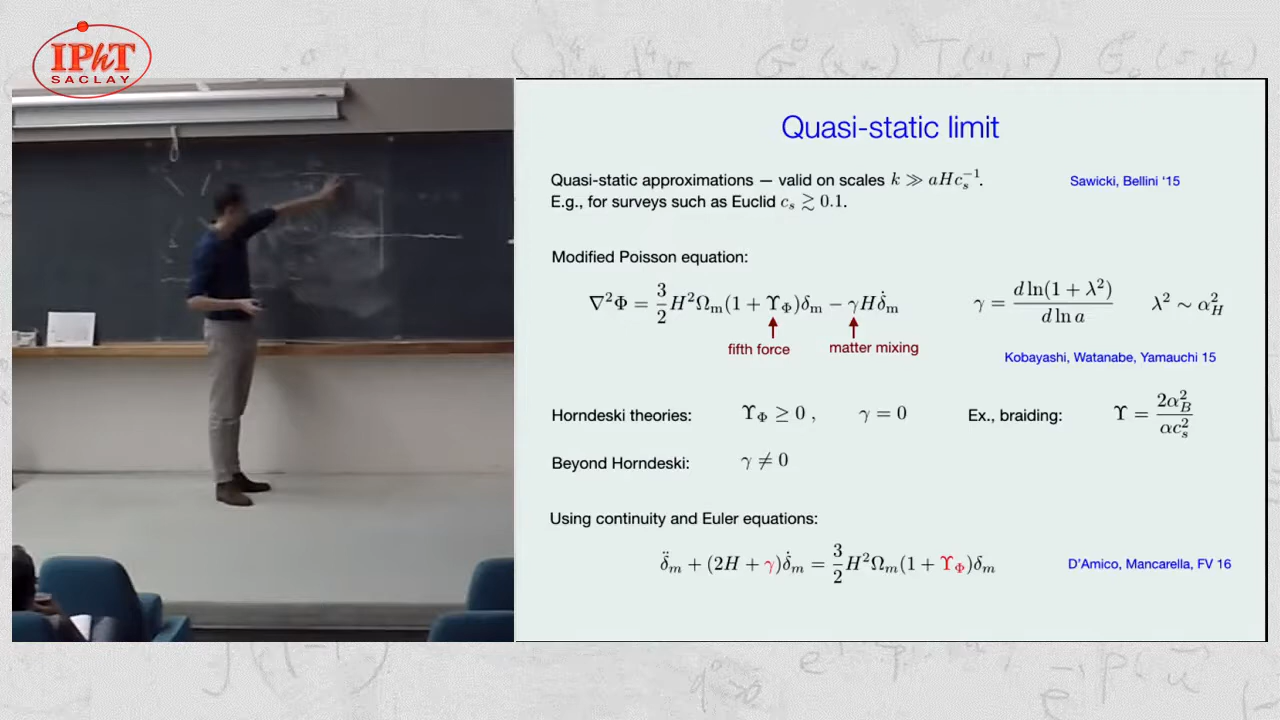 IPhT
SACLAY
Quasi-static limit
Quasi-static approximations — valid on scales k ≫ aHc_s^{-1}.
Sawicki, Bellini ‘15
E.g., for surveys such as Euclid c_s ≳ 0.1.
Modified Poisson equation:
∇²Φ = 3/2 H²Ω_m(1 + ϒ_Φ)δ_m − γHδ̇_m
γ = d ln(1 + λ²) / d ln a
λ² ∼ α_H²
fifth force
matter mixing
Kobayashi, Watanabe, Yamauchi 15
Horndeski theories: ϒ_Φ ≥ 0 , γ = 0
Ex., braiding: ϒ = 2α_B² / αc_s²
Beyond Horndeski: γ ≠ 0
Using continuity and Euler equations:
δ̈_m + (2H + γ)δ̇_m = 3/2 H²Ω_m(1 + ϒ_Φ)δ_m
D’Amico, Mancarella, FV 16